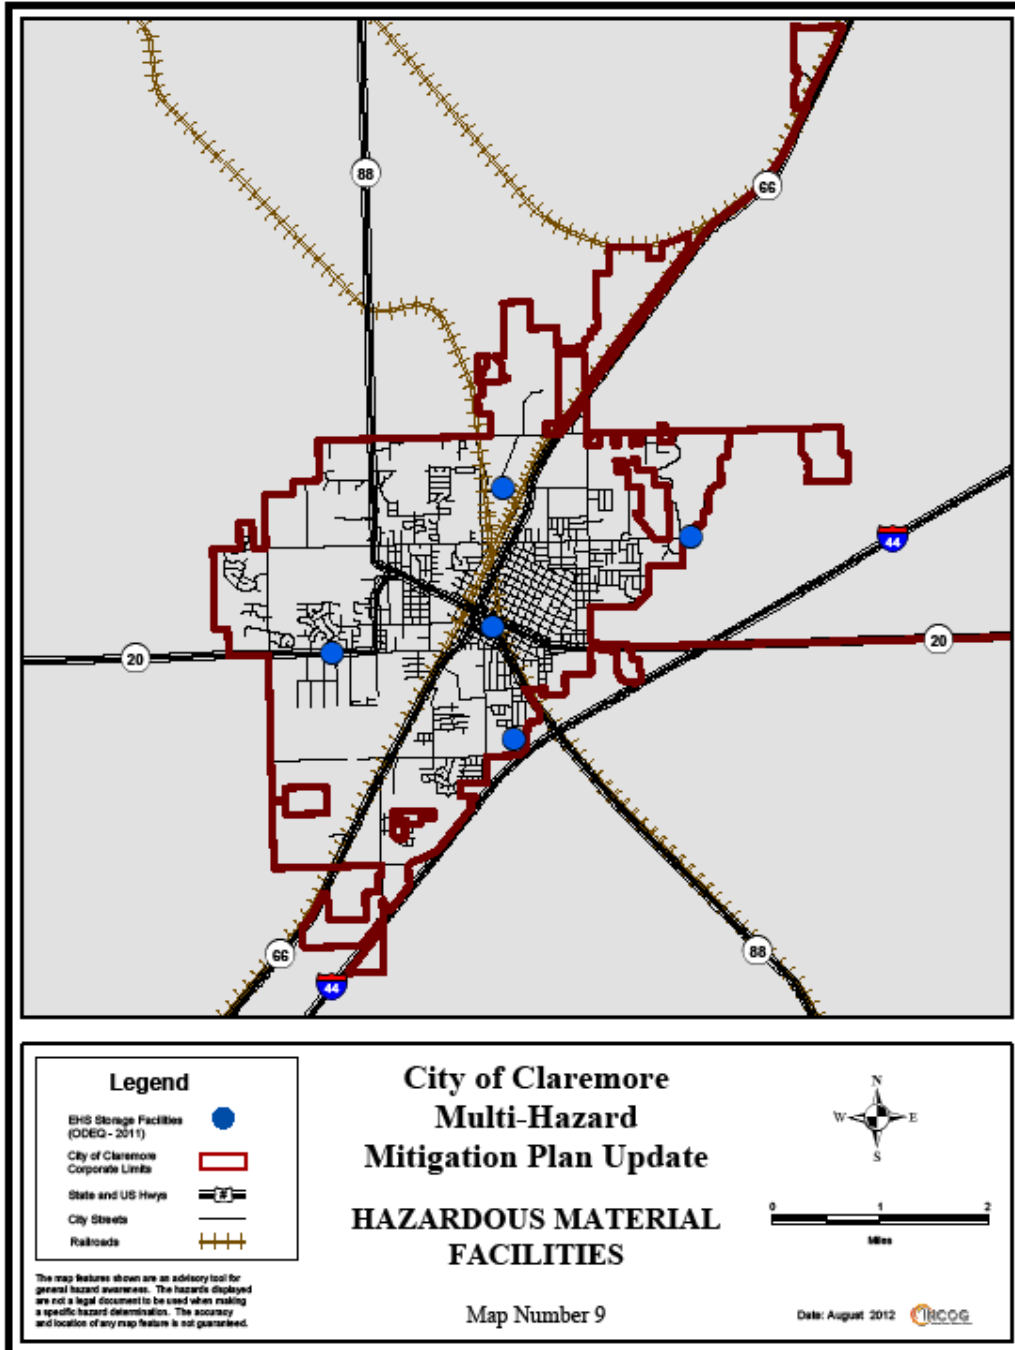 88
66
44
20
20
66
44
88
Legend
EHS Storage Facilities
(ODEQ - 2011)
City of Claremore
Corporate Limits
State and US Hwys
#
City Streets
Railroads
The map features shown are an advisory tool for
general hazard awareness. The hazards displayed
are not a legal document to be used when making
a specific hazard determination. The accuracy
and location of any map feature is not guaranteed.
City of Claremore
Multi-Hazard
Mitigation Plan Update
HAZARDOUS MATERIAL
FACILITIES
Map Number 9
N
W
E
S
0 1 2
Miles
Date: August 2012